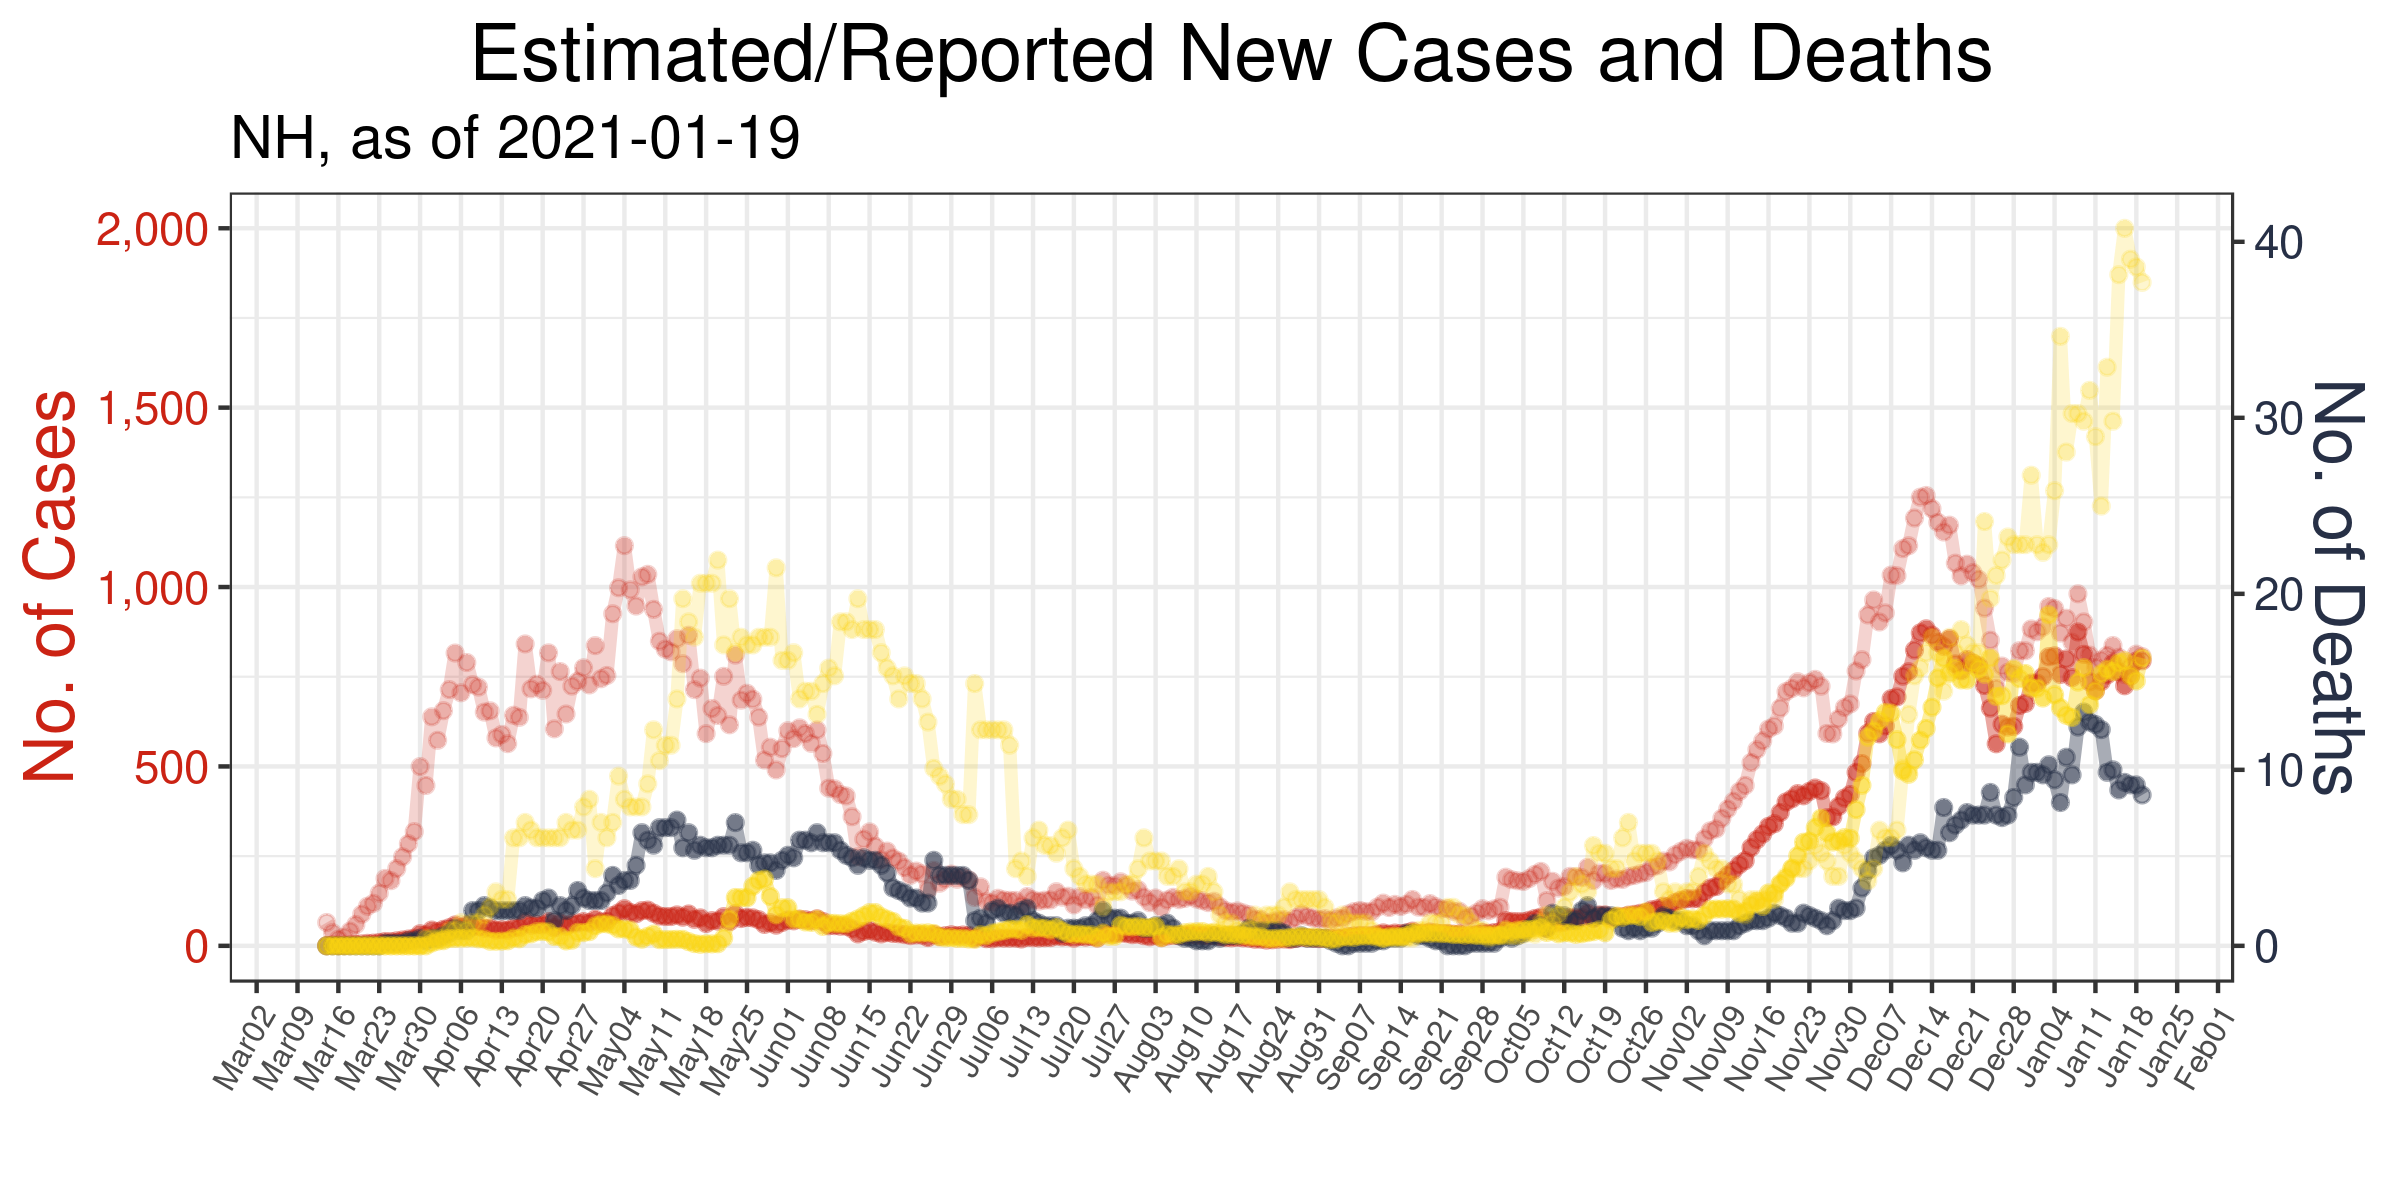 Estimated/Reported New Cases and Deaths
NH, as of 2021-01-19
No. of Cases
2,000
1,500
1,000
500
0
40
30
20
10
0
No. of Deaths
Mar02
Mar09
Mar16
Mar23
Mar30
Apr06
Apr13
Apr20
Apr27
May04
May11
May18
May25
Jun01
Jun08
Jun15
Jun22
Jun29
Jul06
Jul13
Jul20
Jul27
Aug03
Aug10
Aug17
Aug24
Aug31
Sep07
Sep14
Sep21
Sep28
Oct05
Oct12
Oct19
Oct26
Nov02
Nov09
Nov16
Nov23
Nov30
Dec07
Dec14
Dec21
Dec28
Jan04
Jan11
Jan18
Jan25
Feb01